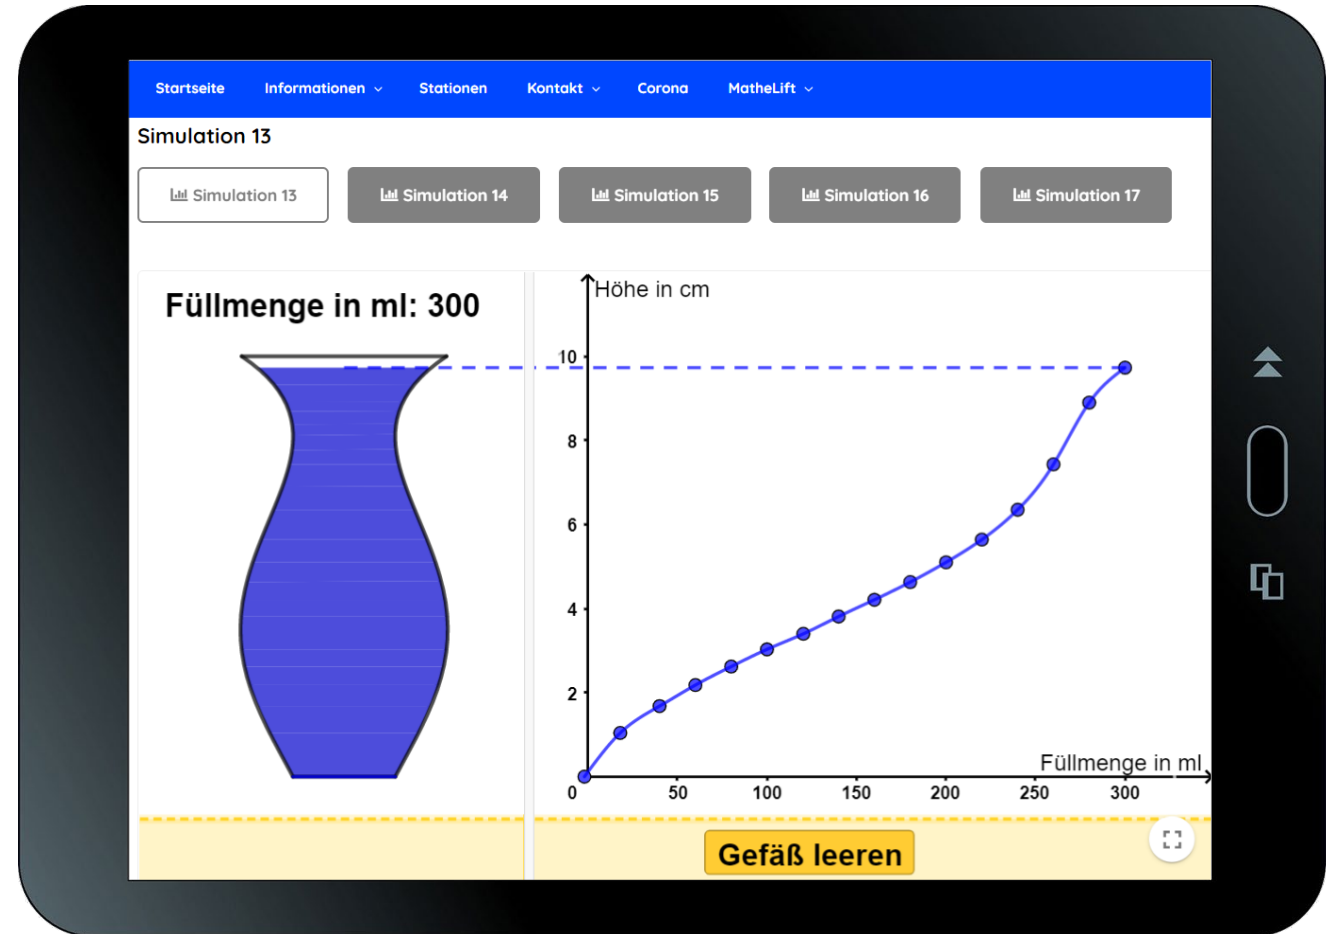 Startseite Informationen Stationen Kontakt Corona MatheLift
Simulation 13
Simulation 13 Simulation 14 Simulation 15 Simulation 16 Simulation 17
Füllmenge in ml: 300
Höhe in cm
10
8
6
4
2
0 50 100 150 200 250 300
Füllmenge in ml
Gefäß leeren